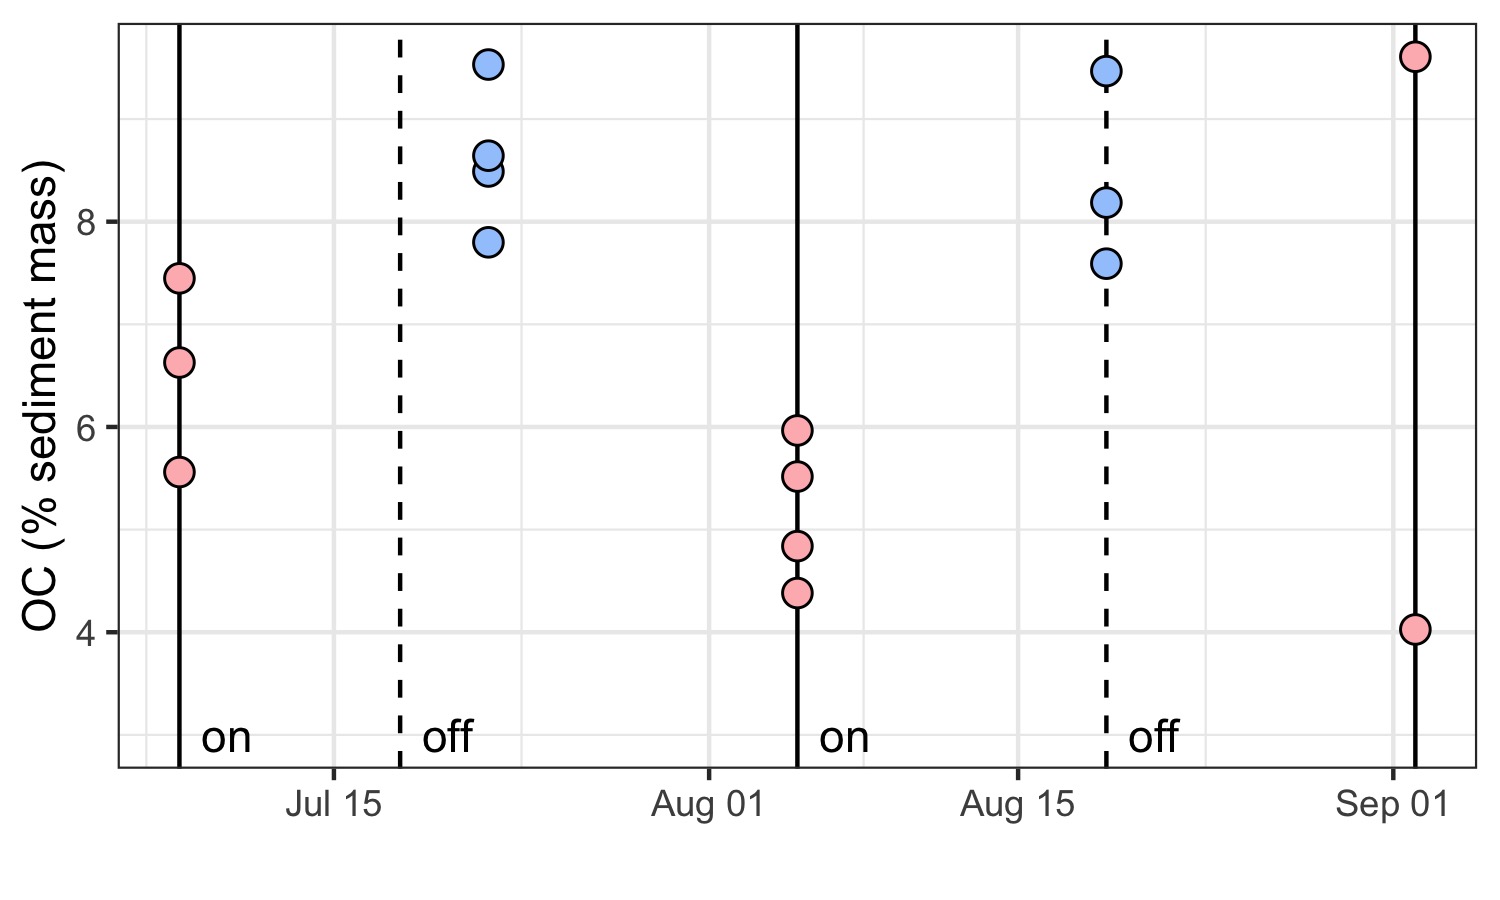 OC (% sediment mass)
8
6
4
on
off
on
off
Jul 15
Aug 01
Aug 15
Sep 01